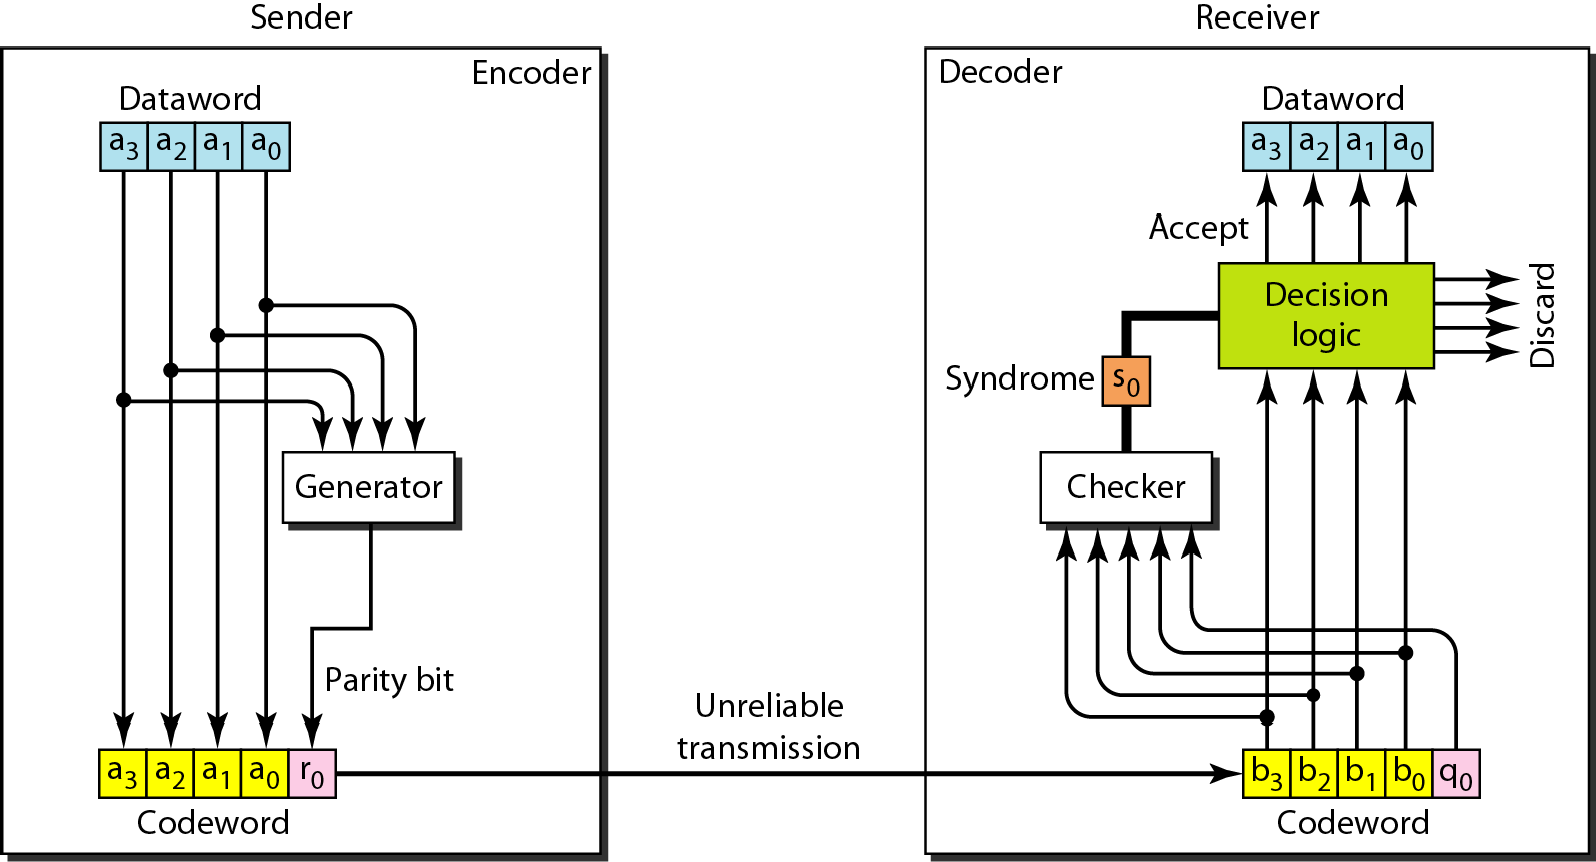 Sender
Encoder
Dataword
a3 a2 a1 a0
Generator
Parity bit
a3 a2 a1 a0 r0
Codeword
Unreliable
transmission
Receiver
Decoder
Dataword
a3 a2 a1 a0
Accept
Decision
logic
Discard
Syndrome
s0
Checker
b3 b2 b1 b0 q0
Codeword